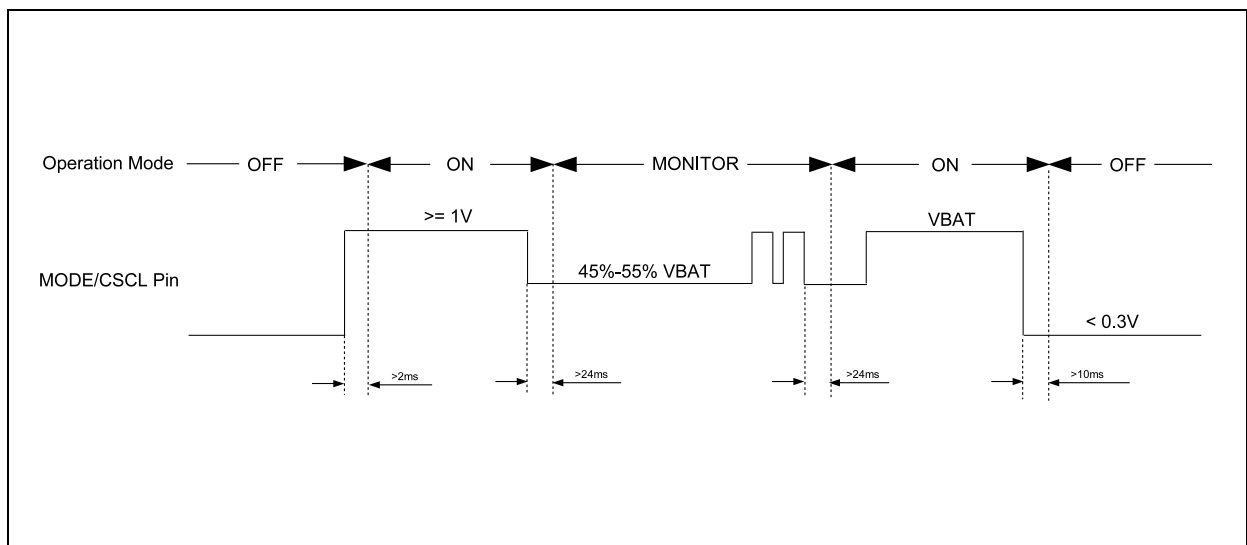 Operation Mode OFF ON MONITOR ON OFF
>= 1V VBAT
MODE/CSCL Pin 45%-55% VBAT
< 0.3V
>2ms >24ms >24ms >10ms